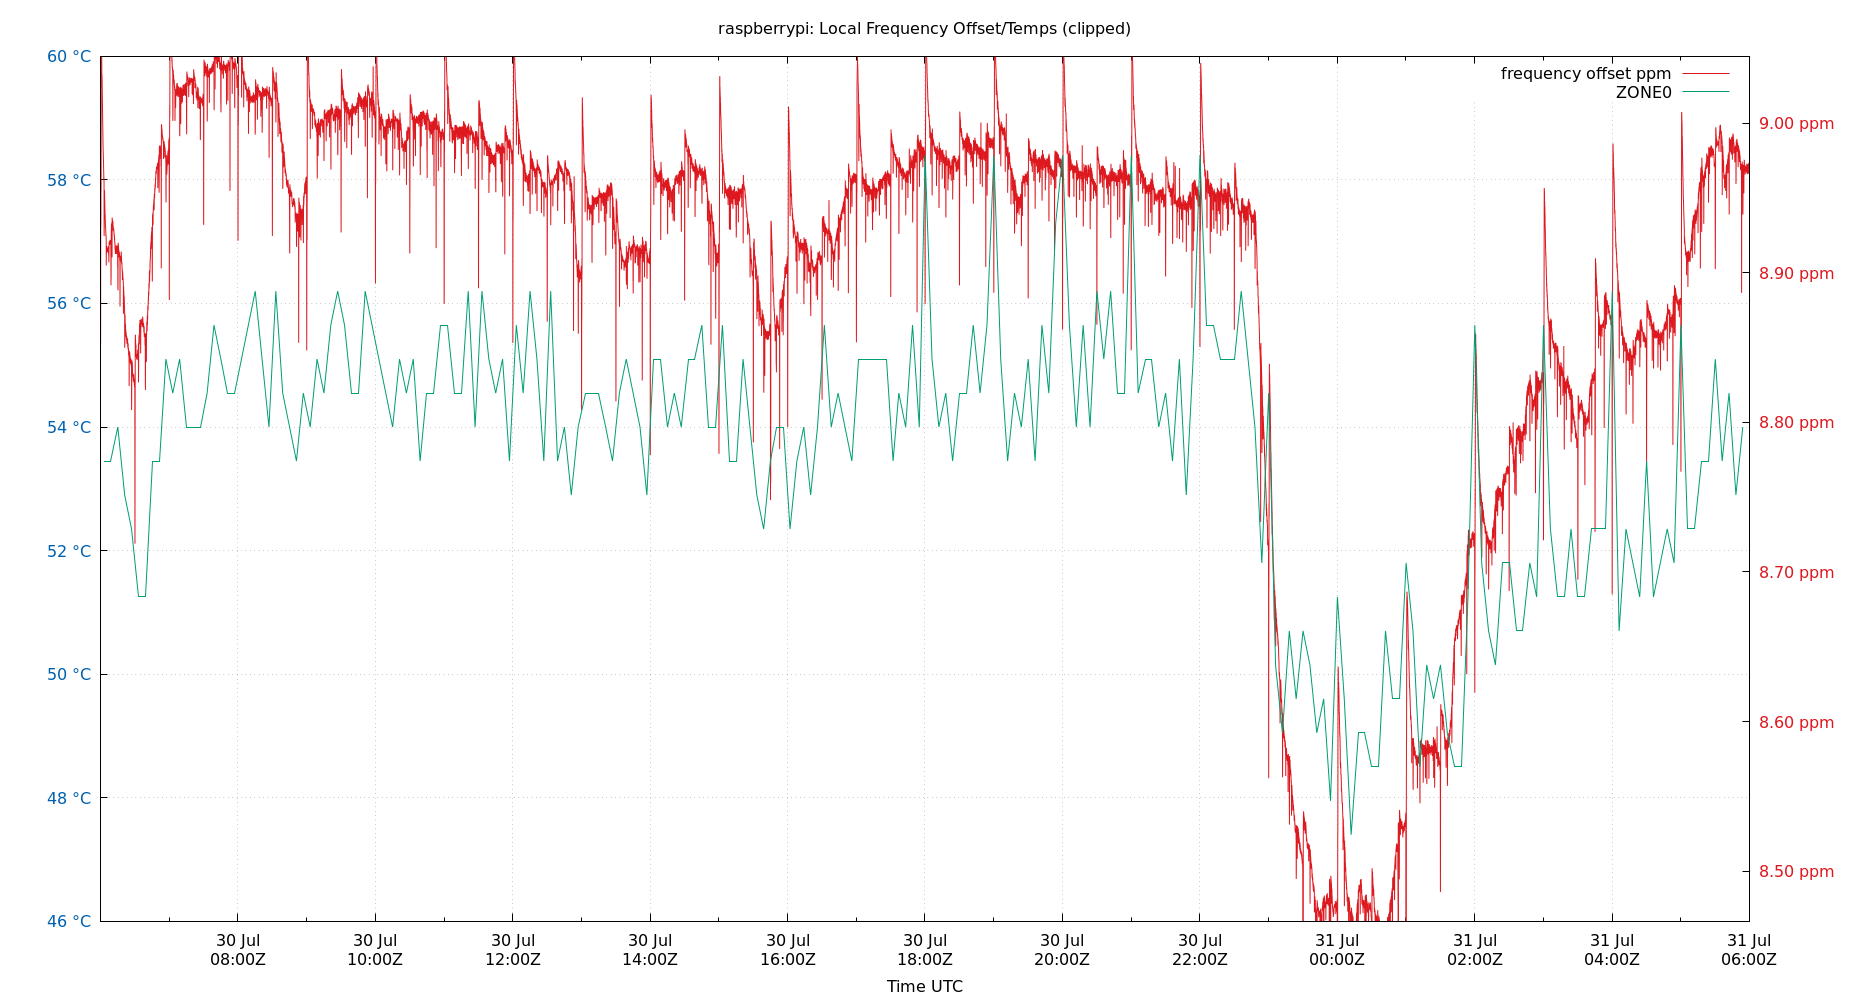 raspberrypi: Local Frequency Offset/Temps (clipped)
frequency offset ppm
ZONE0
60 °C
58 °C
56 °C
54 °C
52 °C
50 °C
48 °C
46 °C
9.00 ppm
8.90 ppm
8.80 ppm
8.70 ppm
8.60 ppm
8.50 ppm
30 Jul
08:00Z
30 Jul
10:00Z
30 Jul
12:00Z
30 Jul
14:00Z
30 Jul
16:00Z
30 Jul
18:00Z
30 Jul
20:00Z
30 Jul
22:00Z
31 Jul
00:00Z
31 Jul
02:00Z
31 Jul
04:00Z
31 Jul
06:00Z
Time UTC